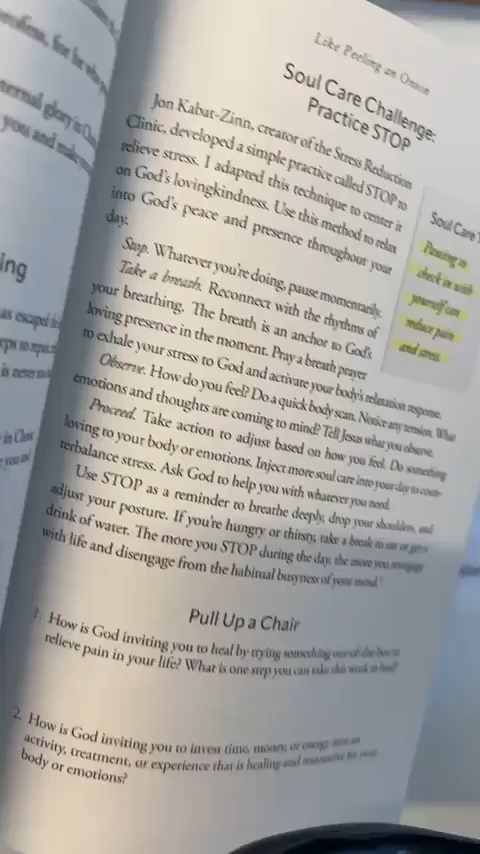 Like Peeling an Onion
Soul Care Challenge:
Practice STOP
Jon Kabat-Zinn, creator of the Stress Reduction
Clinic, developed a simple practice called STOP to
relieve stress. I adapted this technique to center it
on God's lovingkindness. Use this method to relax
into God's peace and presence throughout your
day.
Stop. Whatever you're doing, pause momentarily.
Take a breath. Reconnect with the rhythms of
your breathing. The breath is an anchor to God's
loving presence in the moment. Pray a breath prayer
to exhale your stress to God and activate your body's relaxation response.
Observe. How do you feel? Do a quick body scan. Notice any tension. What
emotions and thoughts are coming to mind? Tell Jesus what you observe.
Proceed. Take action to adjust based on how you feel. Do something
loving to your body or emotions. Inject more soul care into your day to coun-
terbalance stress. Ask God to help you with whatever you need.
Use STOP as a reminder to breathe deeply, drop your shoulders, and
adjust your posture. If you're hungry or thirsty, take a break to eat or get a
drink of water. The more you STOP during the day, the more you reengage
with life and disengage from the habitual busyness of your mind.
Soul Care
Pausing to
check in with
yourself can
reduce pain
and stress.
Pull Up a Chair
1. How is God inviting you to heal by trying something out-of-the-box to
relieve pain in your life? What is one step you can take this week to heal?
2. How is God inviting you to invest time, money, or energy into an
activity, treatment, or experience that is healing and restorative for your
body or emotions?
ternal glory in
you and
ing
as escaped
is never
in Chris